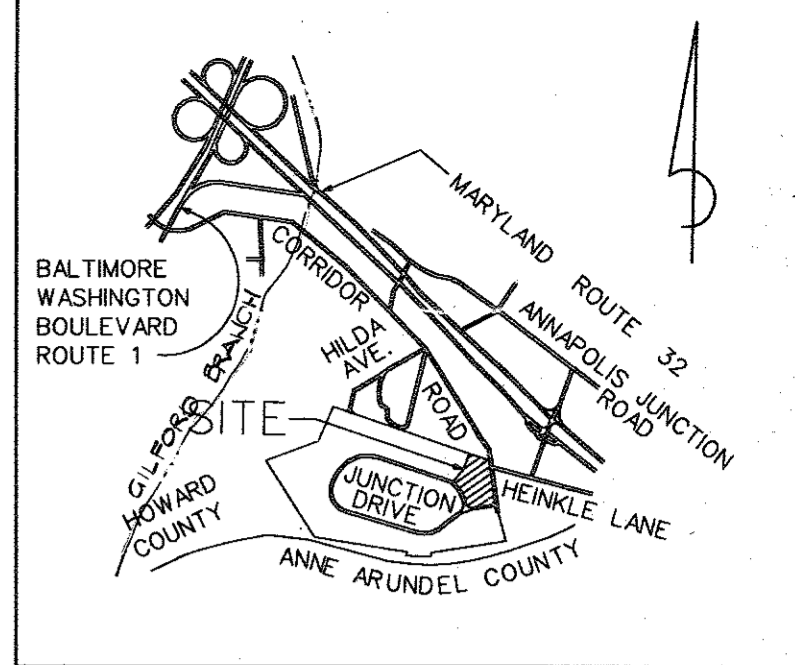 MARYLAND ROUTE 32
BALTIMORE
WASHINGTON
BOULEVARD
ROUTE 1
CORRIDOR
ROAD
ANNAPOLIS JUNCTION
ROAD
HILDA
AVE.
GILFORD BRANCH
SITE
JUNCTION
DRIVE
HEINKLE LANE
HOWARD
COUNTY
ANNE ARUNDEL COUNTY